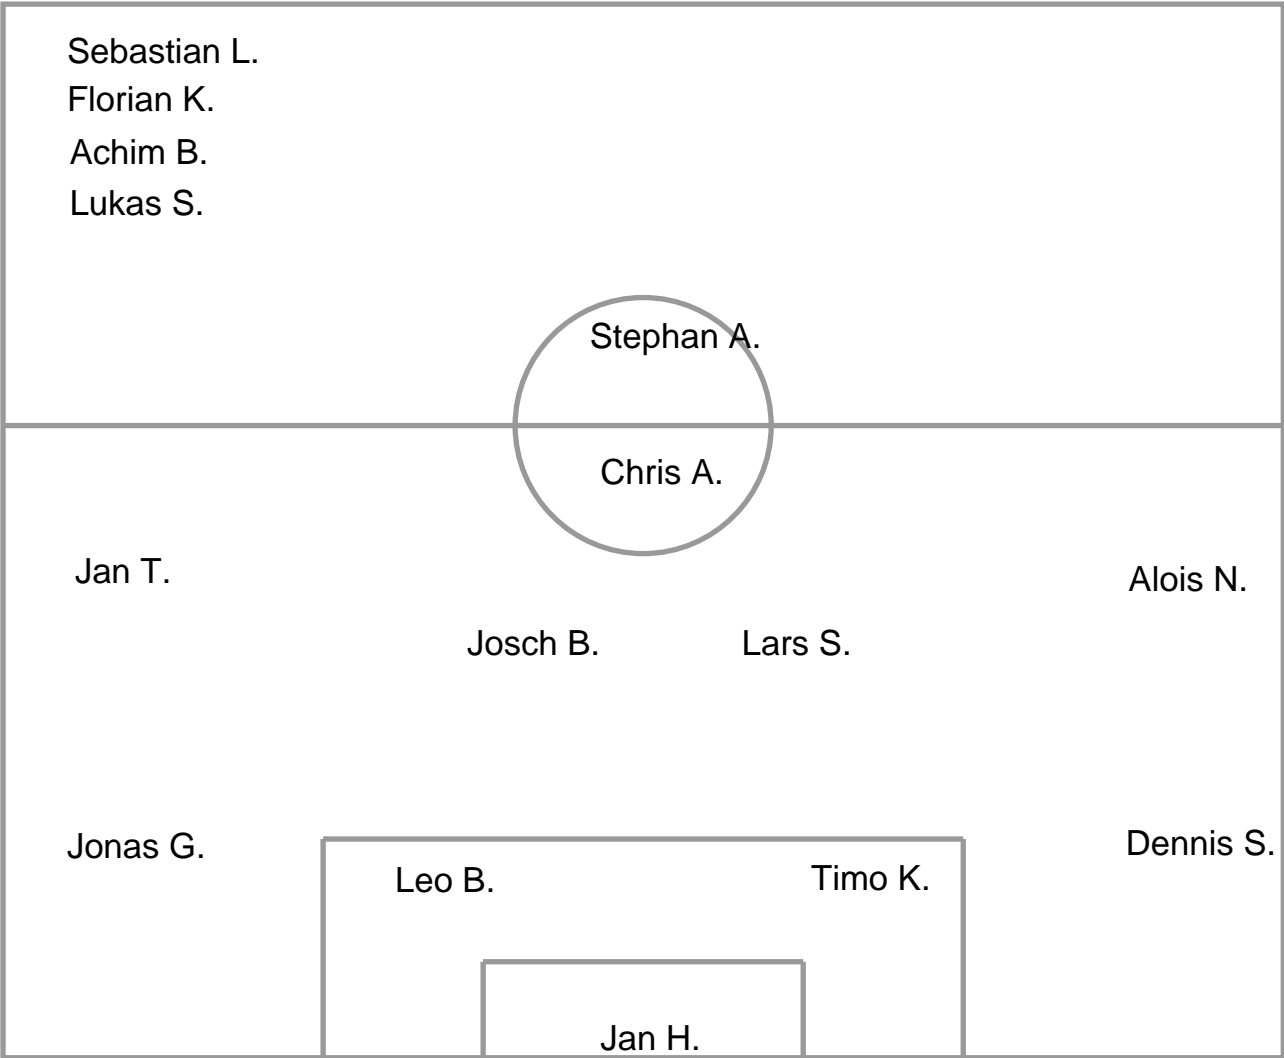 Sebastian L.
Florian K.
Achim B.
Lukas S.
Stephan A.
Chris A.
Jan T.
Alois N.
Josch B.
Lars S.
Jonas G.
Dennis S.
Leo B.
Timo K.
Jan H.